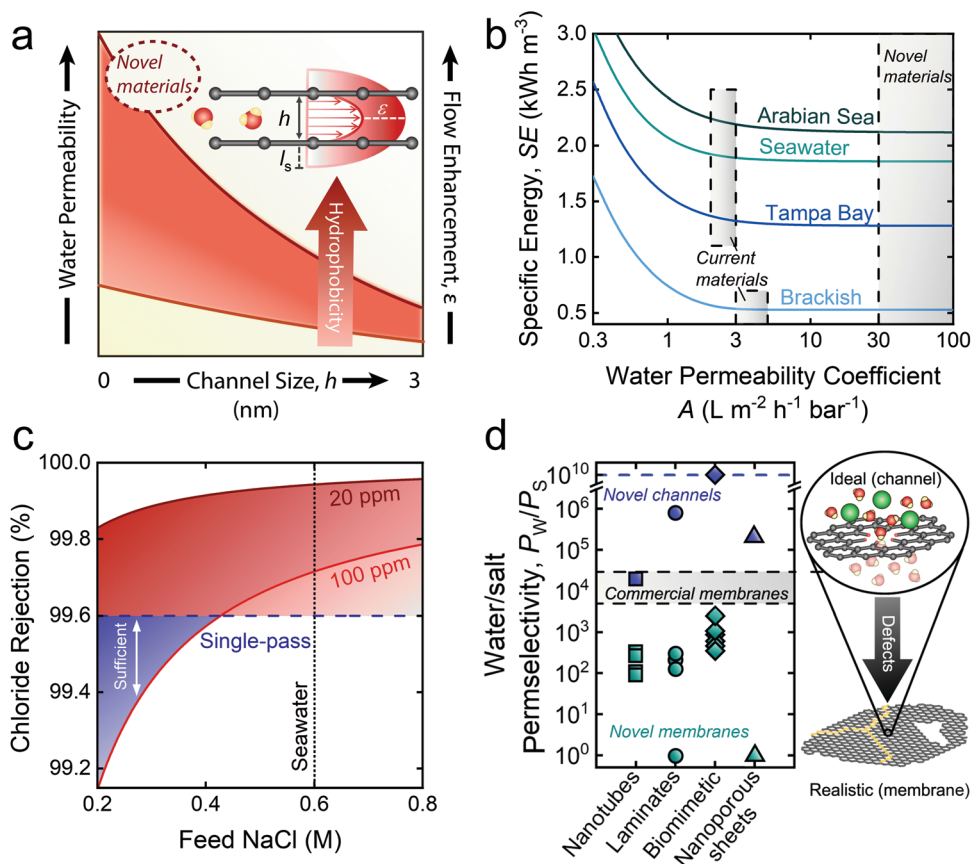 a
Water Permeability
Novel
materials
h
lₛ
ε
Hydrophobicity
Flow Enhancement, ε
0
Channel Size, h
3
(nm)
b
Specific Energy, SE (kWh m⁻³)
3.0
2.5
2.0
1.5
1.0
0.5
Novel
materials
Arabian Sea
Seawater
Tampa Bay
Current
materials
Brackish
0.3
1
3
10
30
100
Water Permeability Coefficient
A (L m⁻² h⁻¹ bar⁻¹)
c
Chloride Rejection (%)
100.0
99.8
99.6
99.4
99.2
20 ppm
100 ppm
Single-pass
Sufficient
Seawater
0.2
0.4
0.6
0.8
Feed NaCl (M)
d
Water/salt
Permselectivity, P_W/P_S
10¹⁰
10⁶
10⁵
10⁴
10³
10²
10¹
10⁰
Novel channels
Commercial membranes
Novel membranes
Nanotubes
Laminates
Biomimetic
Nanoporous
sheets
Ideal (channel)
Defects
Realistic (membrane)